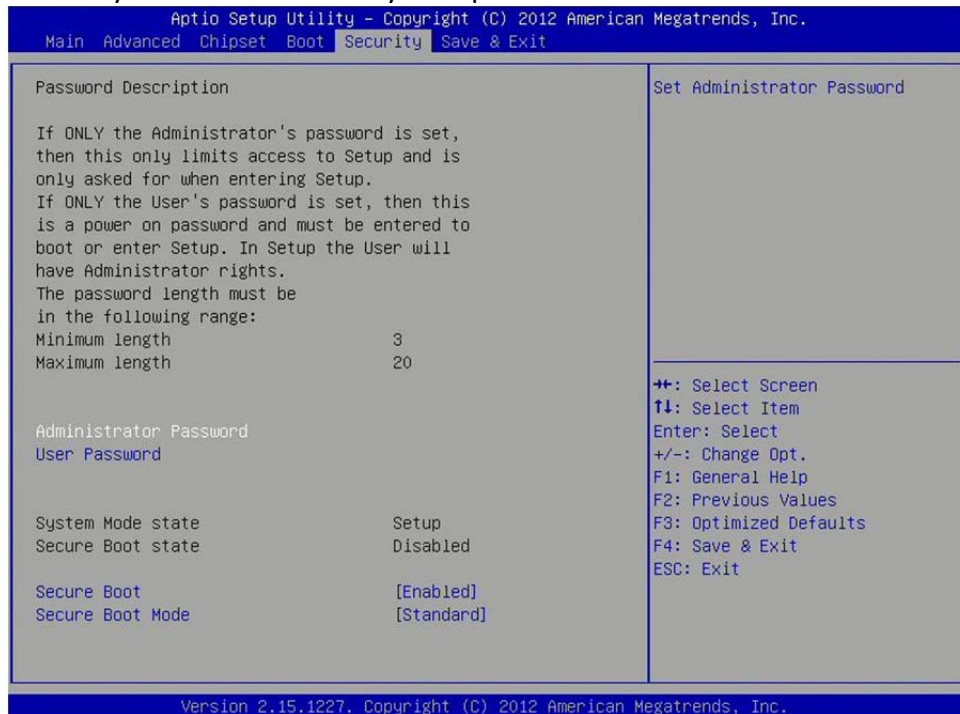 Aptio Setup Utility – Copyright (C) 2012 American Megatrends, Inc.
Main Advanced Chipset Boot Security Save & Exit
Password Description
If ONLY the Administrator's password is set,
then this only limits access to Setup and is
only asked for when entering Setup.
If ONLY the User's password is set, then this
is a power on password and must be entered to
boot or enter Setup. In Setup the User will
have Administrator rights.
The password length must be
in the following range:
Minimum length 3
Maximum length 20
Administrator Password
User Password
System Mode state Setup
Secure Boot state Disabled
Secure Boot [Enabled]
Secure Boot Mode [Standard]
Set Administrator Password
→←: Select Screen
↑↓: Select Item
Enter: Select
+/-: Change Opt.
F1: General Help
F2: Previous Values
F3: Optimized Defaults
F4: Save & Exit
ESC: Exit
Version 2.15.1227. Copyright (C) 2012 American Megatrends, Inc.